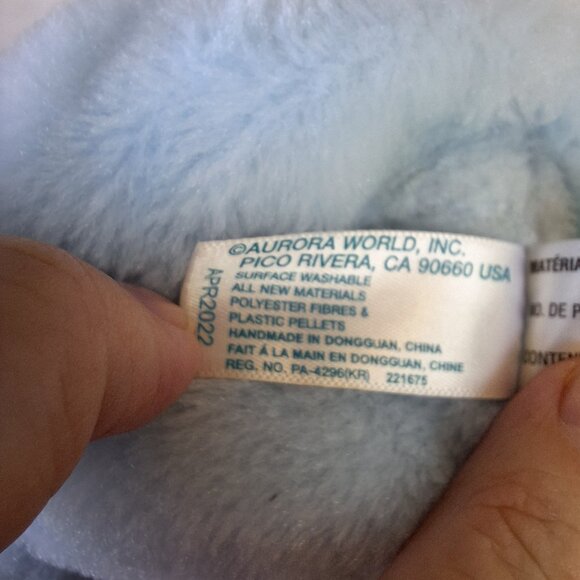 ©AURORA WORLD, INC.
PICO RIVERA, CA 90660 USA
SURFACE WASHABLE
ALL NEW MATERIALS
POLYESTER FIBRES &
PLASTIC PELLETS
HANDMADE IN DONGGUAN, CHINA
FAIT À LA MAIN EN DONGGUAN, CHINE
REG. NO. PA-4296(KR) 221675
APR2022
DE